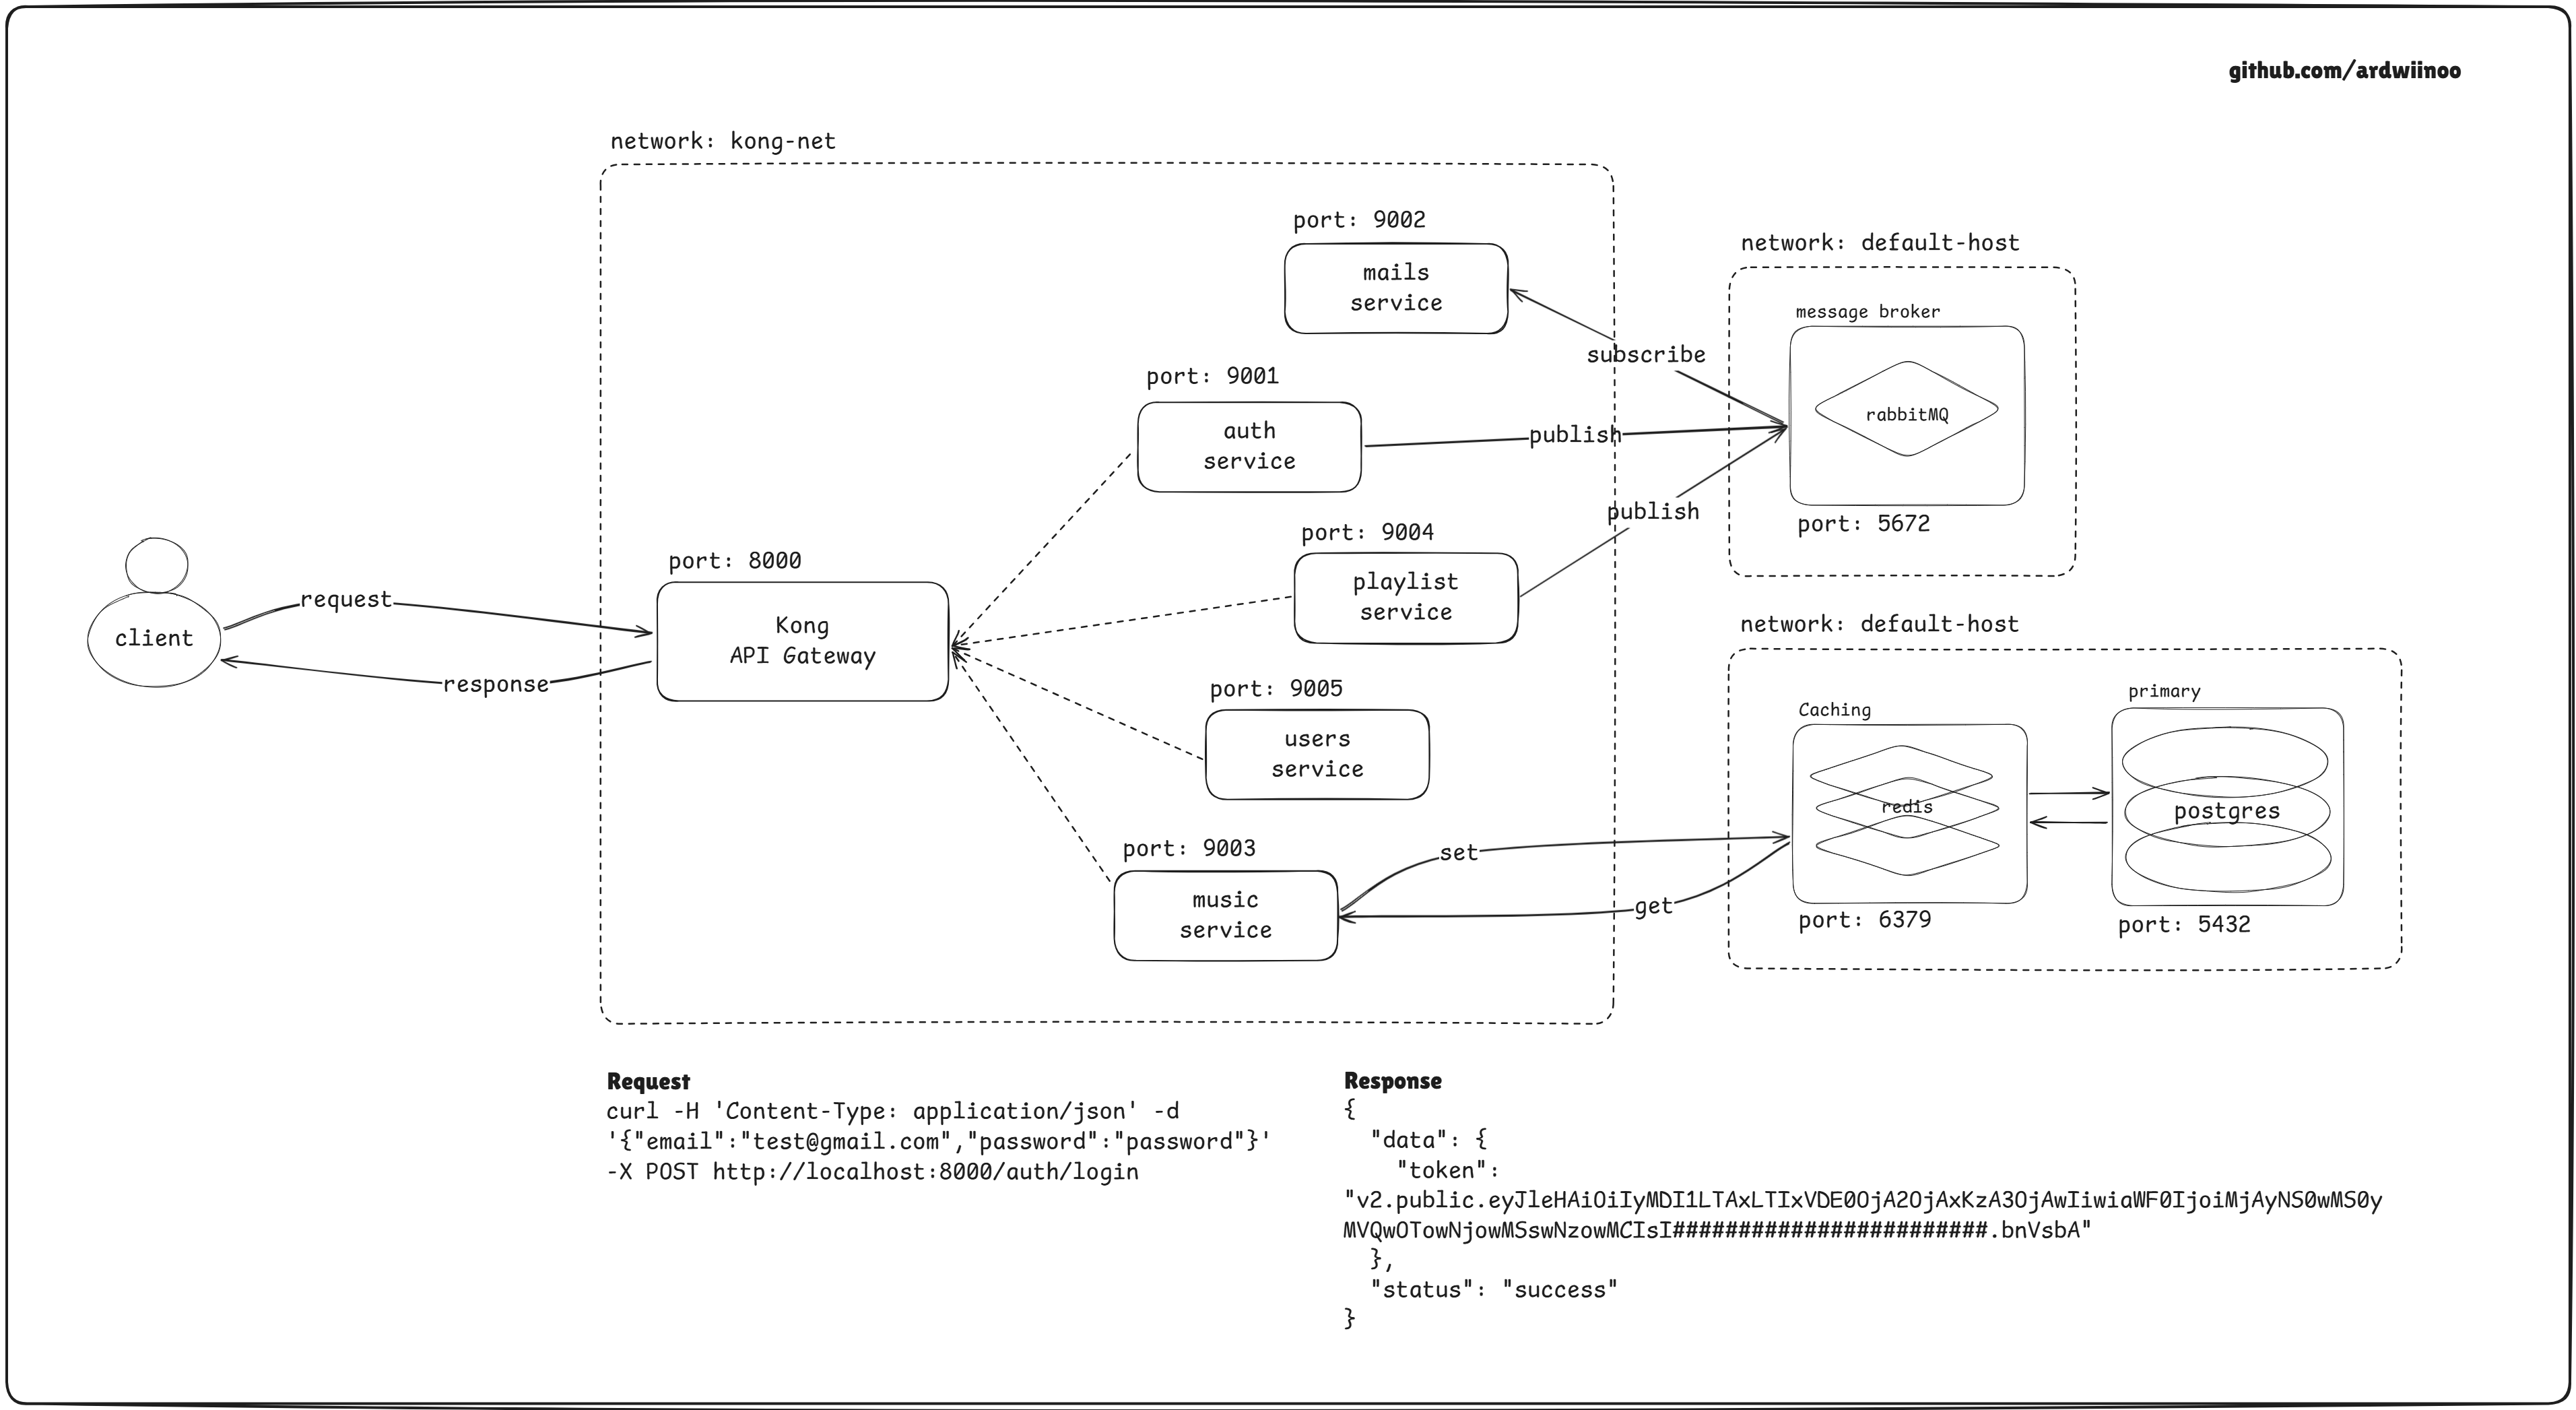 github.com/ardwiinoo
network: kong-net
port: 9002
mails
service
network: default-host
message broker
rabbitMQ
port: 5672
subscribe
port: 9001
auth
service
publish
publish
port: 9004
playlist
service
port: 8000
Kong
API Gateway
request
client
response
network: default-host
port: 9005
users
service
Caching
redis
port: 6379
primary
postgres
port: 5432
port: 9003
music
service
set
get
Request
curl -H 'Content-Type: application/json' -d
'{"email":"test@gmail.com","password":"password"}'
-X POST http://localhost:8000/auth/login
Response
{
"data": {
"token":
"v2.public.eyJleHAiOiIyMDI1LTAxLTIxVDE0OjA2OjAxKzA3OjAwIiwiaWF0IjoiMjAyNS0wMS0y
MVQwOTowNjowMSswNzowMCIsI########################.bnVsbA"
},
"status": "success"
}